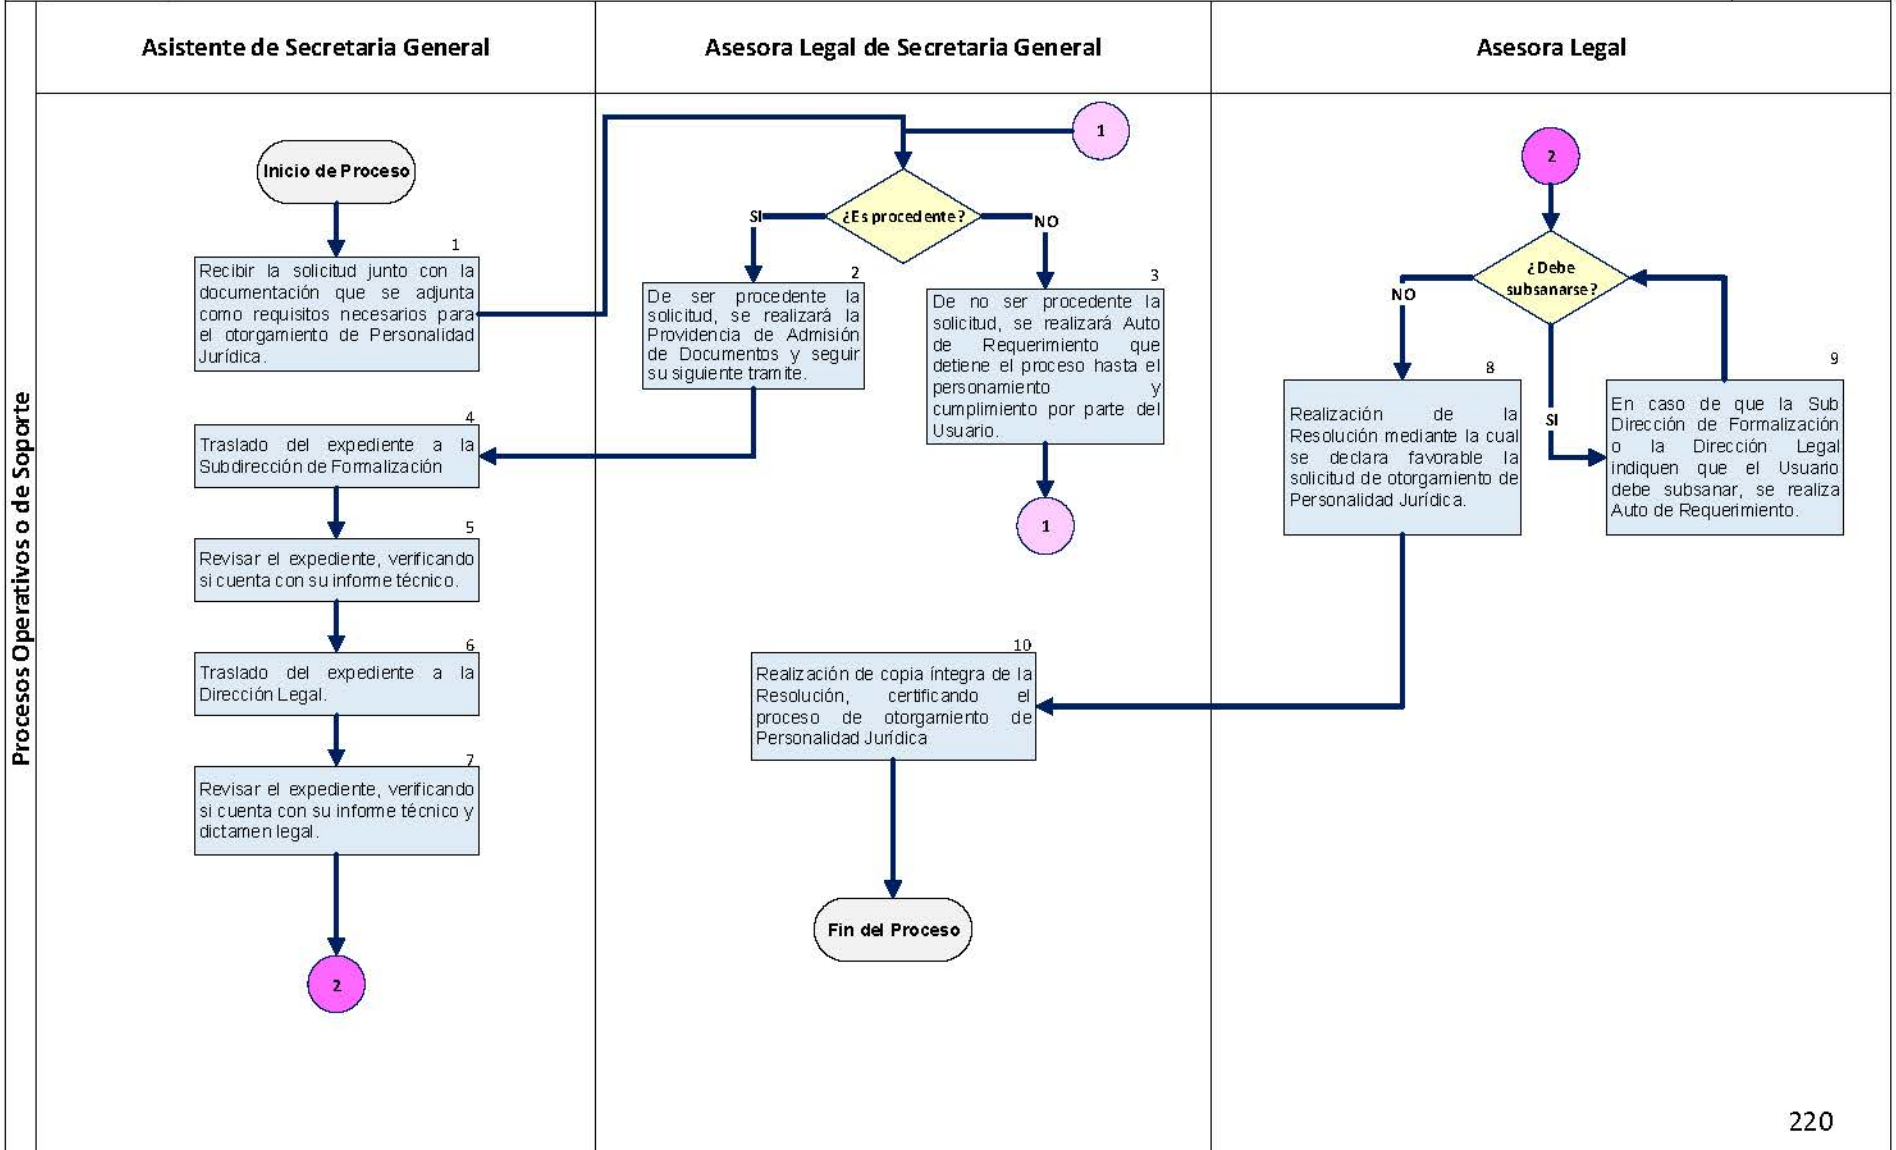 Asistente de Secretaria General
Asesora Legal de Secretaria General
Asesora Legal
Procesos Operativos o de Soporte
Inicio de Proceso
1
Recibir la solicitud junto con la
documentación que se adjunta
como requisitos necesarios para
el otorgamiento de Personalidad
Jurídica.
4
Traslado del expediente a la
Subdirección de Formalización
5
Revisar el expediente, verificando
si cuenta con su informe técnico.
6
Traslado del expediente a la
Dirección Legal.
7
Revisar el expediente, verificando
si cuenta con su informe técnico y
dictamen legal.
2
1
¿Es procedente?
SI
NO
2
De ser procedente la
solicitud, se realizará la
Providencia de Admisión
de Documentos y seguir
su siguiente tramite.
3
De no ser procedente la
solicitud, se realizará Auto
de Requerimiento que
detiene el proceso hasta el
personamiento y
cumplimiento por parte del
Usuario.
1
10
Realización de copia íntegra de la
Resolución, certificando el
proceso de otorgamiento de
Personalidad Jurídica
Fin del Proceso
2
¿Debe
subsanarse?
NO
SI
8
Realización de la
Resolución mediante la cual
se declara favorable la
solicitud de otorgamiento de
Personalidad Jurídica.
9
En caso de que la Sub
Dirección de Formalización
o la Dirección Legal
indiquen que el Usuario
debe subsanar, se realiza
Auto de Requerimiento.
220